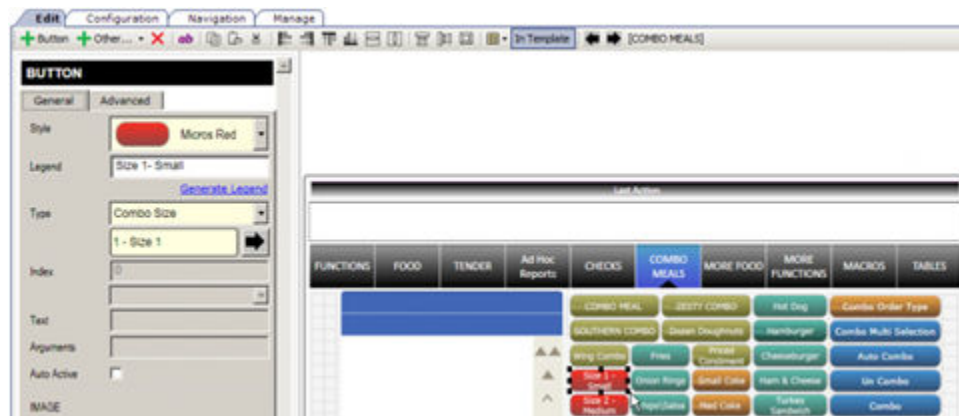 Edit Configuration Navigation Manage
Button Other... ab In Template [COMBO MEALS]
BUTTON
General Advanced
Style Micros Red
Legend Size 1- Small
Generate Legend
Type Combo Size
1 - Size 1
Index 0
Text
Arguments
Auto Active
IMAGE
Last Action
FUNCTIONS FOOD TENDER Ad Hoc Reports CHECKS COMBO MEALS MORE FOOD MORE FUNCTIONS MACROS TABLES
COMBO MEAL ZESTY COMBO Hot Dog Combo Order Type
SOUTHERN COMBO Dozen Doughnuts Hamburger Combo Multi Selection
Wing Combo Fries Priced Condiment Cheeseburger Auto Combo
Size 1 - Small Onion Rings Small Coke Ham & Cheese Un Combo
Size 2 - Medium Med Coke Turkey Sandwich Combo